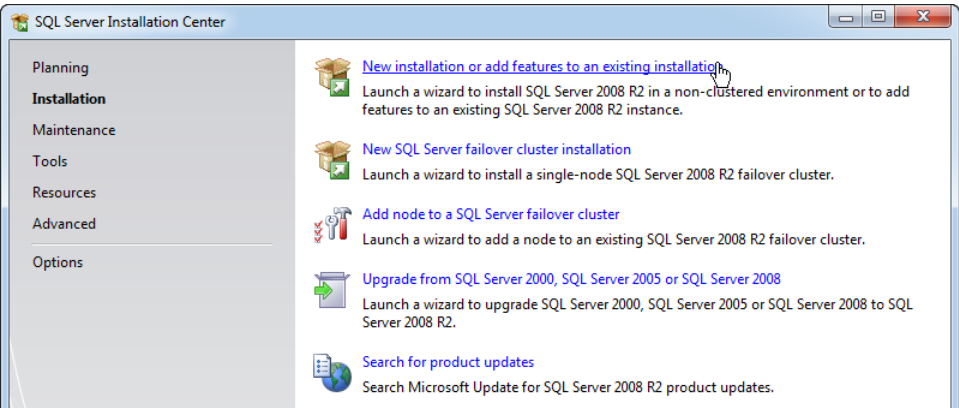 SQL Server Installation Center
Planning
Installation
Maintenance
Tools
Resources
Advanced
Options
New installation or add features to an existing installation
Launch a wizard to install SQL Server 2008 R2 in a non-clustered environment or to add
features to an existing SQL Server 2008 R2 instance.
New SQL Server failover cluster installation
Launch a wizard to install a single-node SQL Server 2008 R2 failover cluster.
Add node to a SQL Server failover cluster
Launch a wizard to add a node to an existing SQL Server 2008 R2 failover cluster.
Upgrade from SQL Server 2000, SQL Server 2005 or SQL Server 2008
Launch a wizard to upgrade SQL Server 2000, SQL Server 2005 or SQL Server 2008 to SQL
Server 2008 R2.
Search for product updates
Search Microsoft Update for SQL Server 2008 R2 product updates.